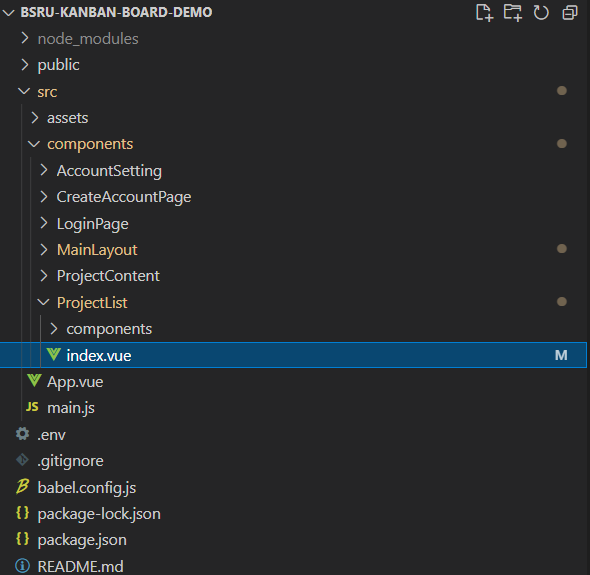 BSRU-KANBAN-BOARD-DEMO
node_modules
public
src
assets
components
AccountSetting
CreateAccountPage
LoginPage
MainLayout
ProjectContent
ProjectList
components
index.vue M
App.vue
JS main.js
.env
.gitignore
babel.config.js
{} package-lock.json
{} package.json
README.md